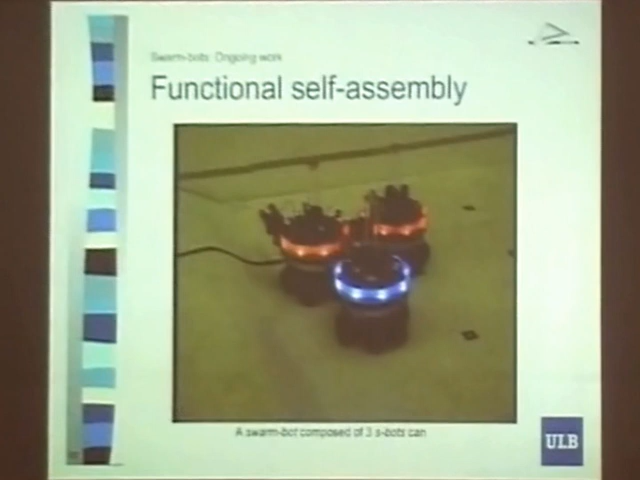 Swarm-bots: Ongoing work
Functional self-assembly
A swarm-bot composed of 3 s-bots can
ULB